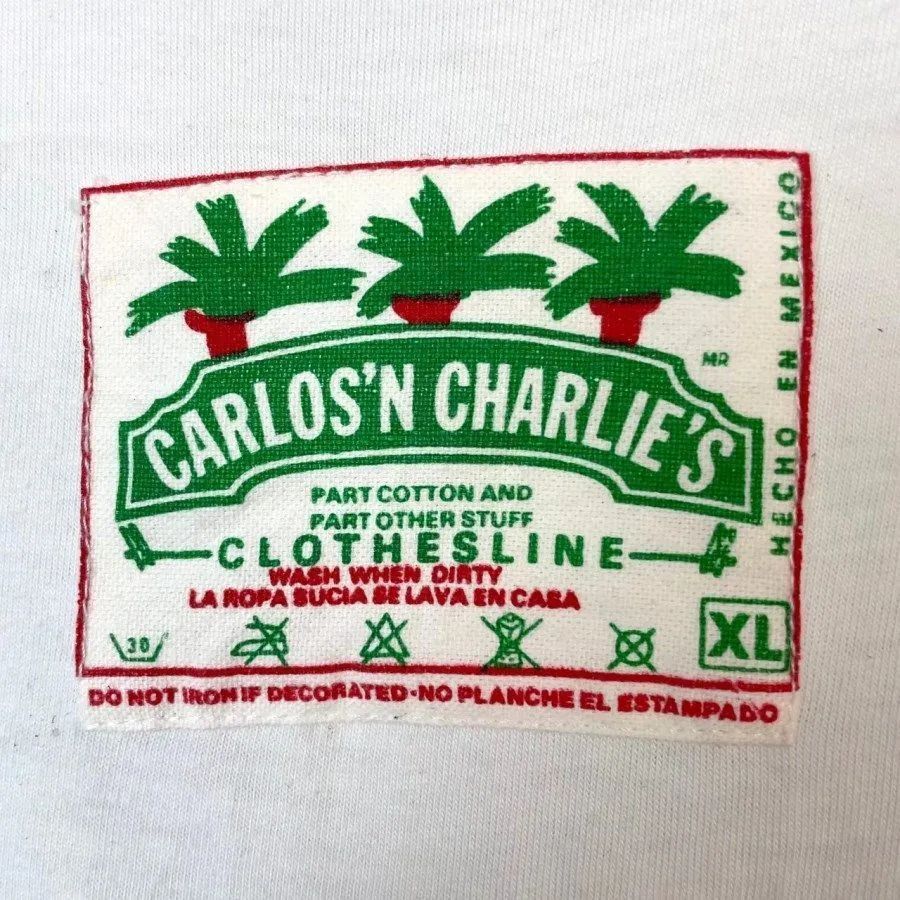 MR
CARLOS'N CHARLIE'S
HECHO EN MEXICO
PART COTTON AND
PART OTHER STUFF
CLOTHESLINE
WASH WHEN DIRTY
LA ROPA SUCIA SE LAVA EN CASA
30
XL
DO NOT IRON IF DECORATED·NO PLANCHE EL ESTAMPADO